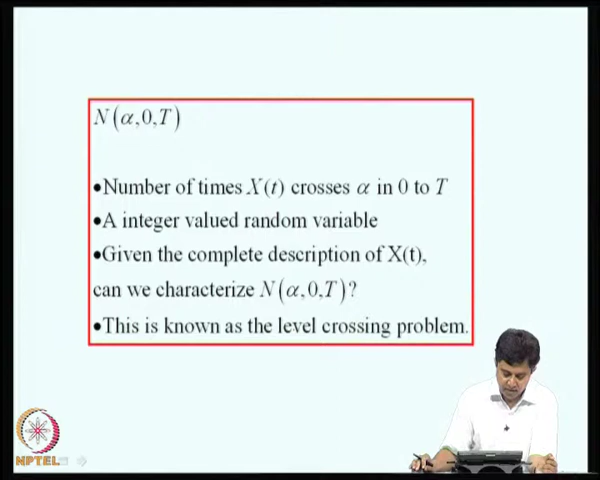 N(α,0,T)
•Number of times X(t) crosses α in 0 to T
•A integer valued random variable
•Given the complete description of X(t),
can we characterize N(α,0,T)?
•This is known as the level crossing problem.
NPTEL